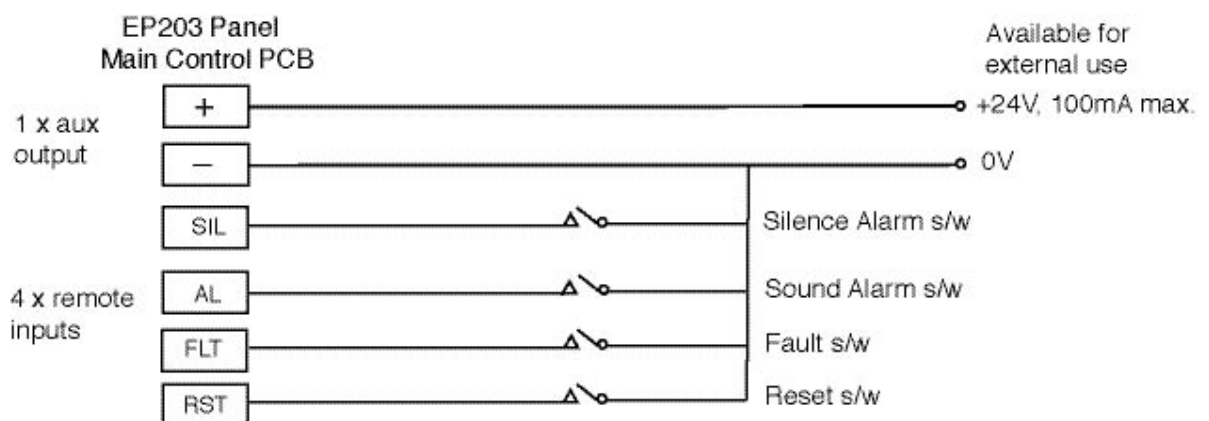 EP203 Panel
Main Control PCB
Available for
external use
1 x aux
output
+
+24V, 100mA max.
−
0V
4 x remote
inputs
SIL
Silence Alarm s/w
AL
Sound Alarm s/w
FLT
Fault s/w
RST
Reset s/w